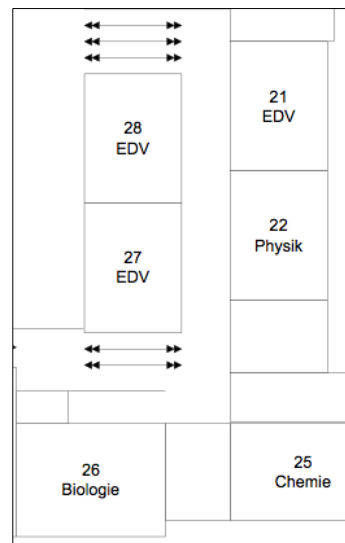 21
EDV
28
EDV
22
Physik
27
EDV
26
Biologie
25
Chemie